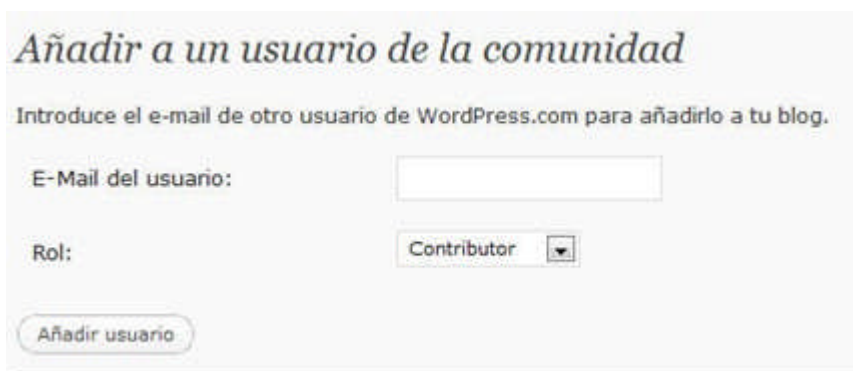 Añadir a un usuario de la comunidad
Introduce el e-mail de otro usuario de WordPress.com para añadirlo a tu blog.
E-Mail del usuario:
Rol:
Contributor
Añadir usuario